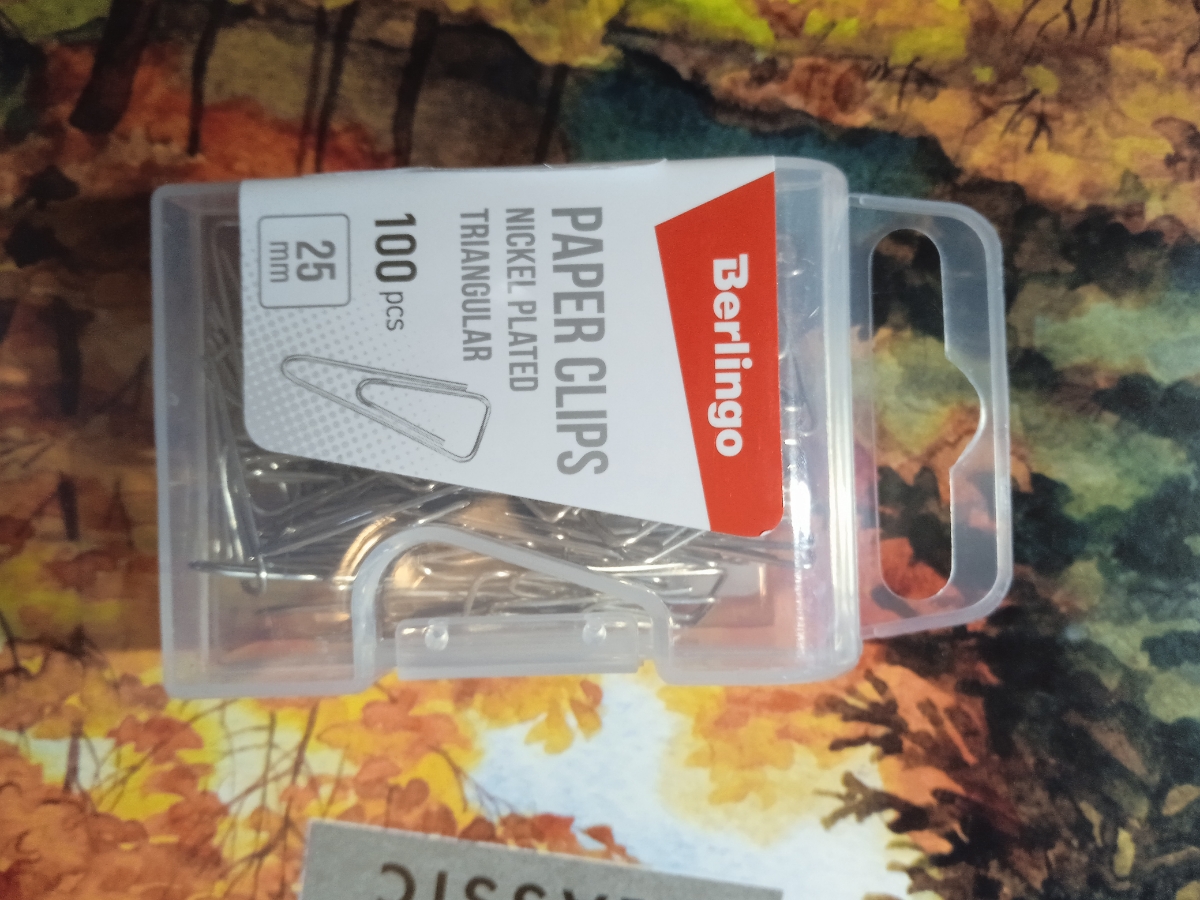 Berlingo
PAPER CLIPS
NICKEL PLATED
TRIANGULAR
100 pcs
25
mm